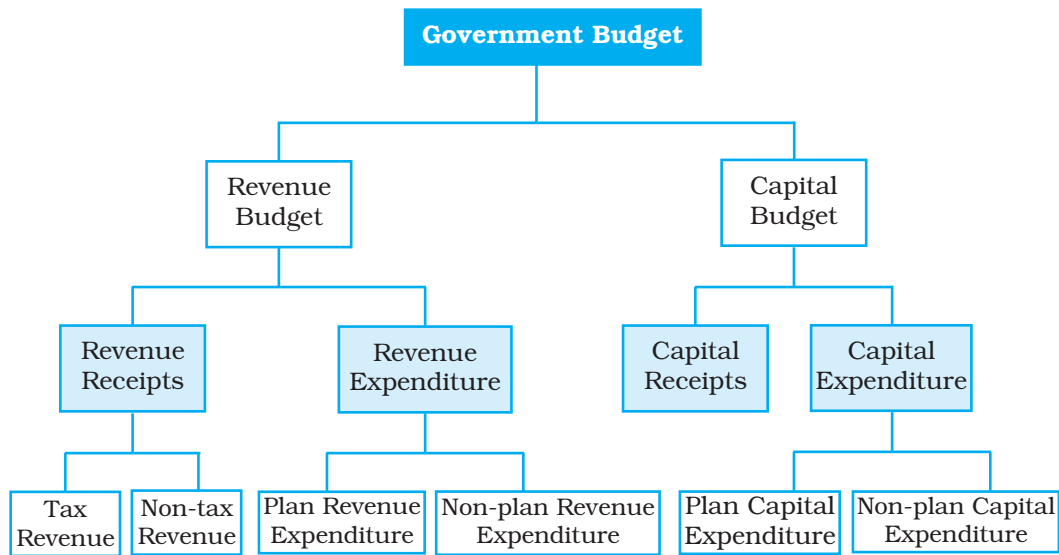 Government Budget
Revenue
Budget
Capital
Budget
Revenue
Receipts
Revenue
Expenditure
Capital
Receipts
Capital
Expenditure
Tax
Revenue
Non-tax
Revenue
Plan Revenue
Expenditure
Non-plan Revenue
Expenditure
Plan Capital
Expenditure
Non-plan Capital
Expenditure